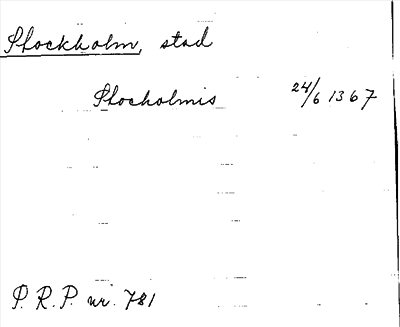 Stockholm, stad
Stocholmis 24/6 1367
P. R. P. nr. 781